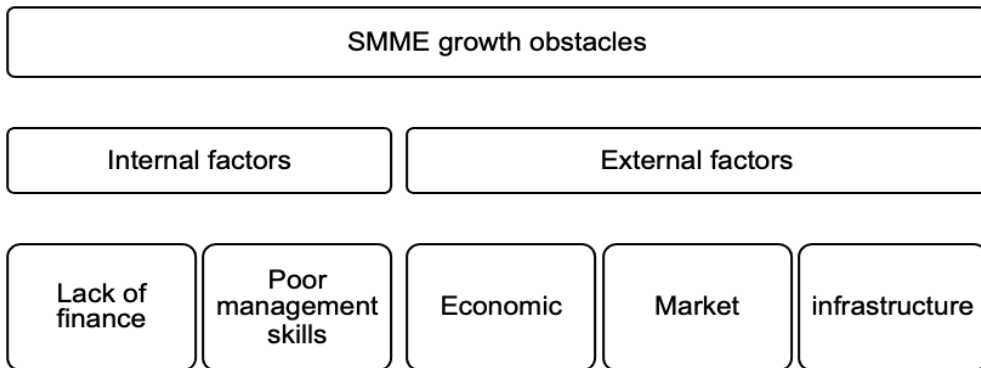 SMME growth obstacles
Internal factors
External factors
Lack of
finance
Poor
management
skills
Economic
Market
infrastructure